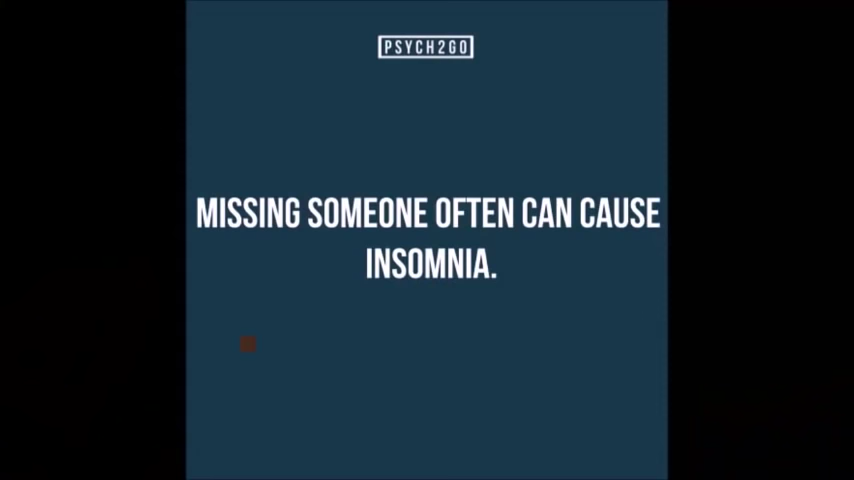 PSYCH2GO
MISSING SOMEONE OFTEN CAN CAUSE
INSOMNIA.